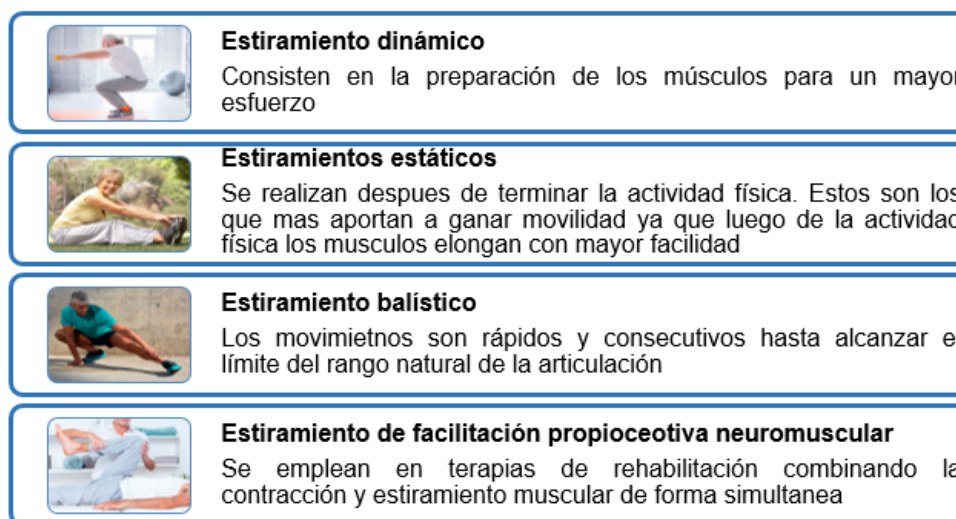 Estiramiento dinámico
Consisten en la preparación de los músculos para un mayor
esfuerzo
Estiramientos estáticos
Se realizan despues de terminar la actividad física. Estos son los
que mas aportan a ganar movilidad ya que luego de la actividad
física los musculos elongan con mayor facilidad
Estiramiento balístico
Los movimietnos son rápidos y consecutivos hasta alcanzar e
límite del rango natural de la articulación
Estiramiento de facilitación propioceotiva neuromuscular
Se emplean en terapias de rehabilitación combinando la
contracción y estiramiento muscular de forma simultanea